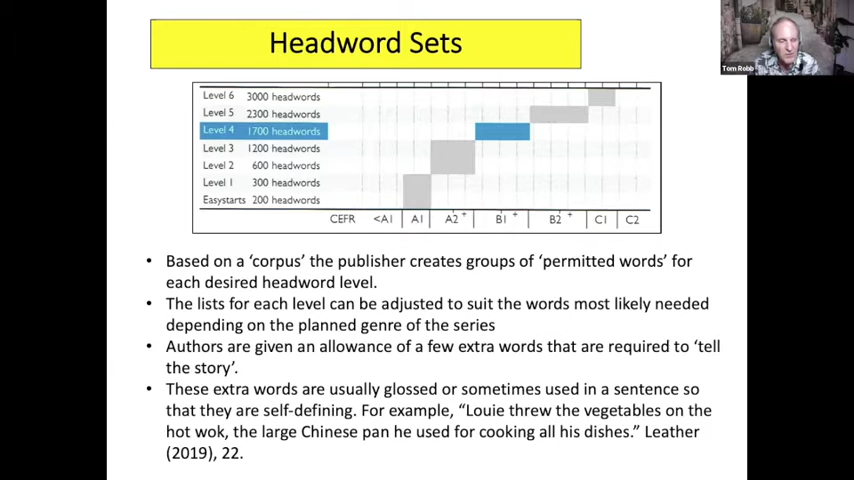 Headword Sets
Tom Robb
Level 6 3000 headwords
Level 5 2300 headwords
Level 4 1700 headwords
Level 3 1200 headwords
Level 2 600 headwords
Level 1 300 headwords
Easystarts 200 headwords
CEFR <A1 A1 A2+ B1+ B2+ C1 C2
• Based on a ‘corpus’ the publisher creates groups of ‘permitted words’ for
each desired headword level.
• The lists for each level can be adjusted to suit the words most likely needed
depending on the planned genre of the series
• Authors are given an allowance of a few extra words that are required to ‘tell
the story’.
• These extra words are usually glossed or sometimes used in a sentence so
that they are self-defining. For example, “Louie threw the vegetables on the
hot wok, the large Chinese pan he used for cooking all his dishes.” Leather
(2019), 22.